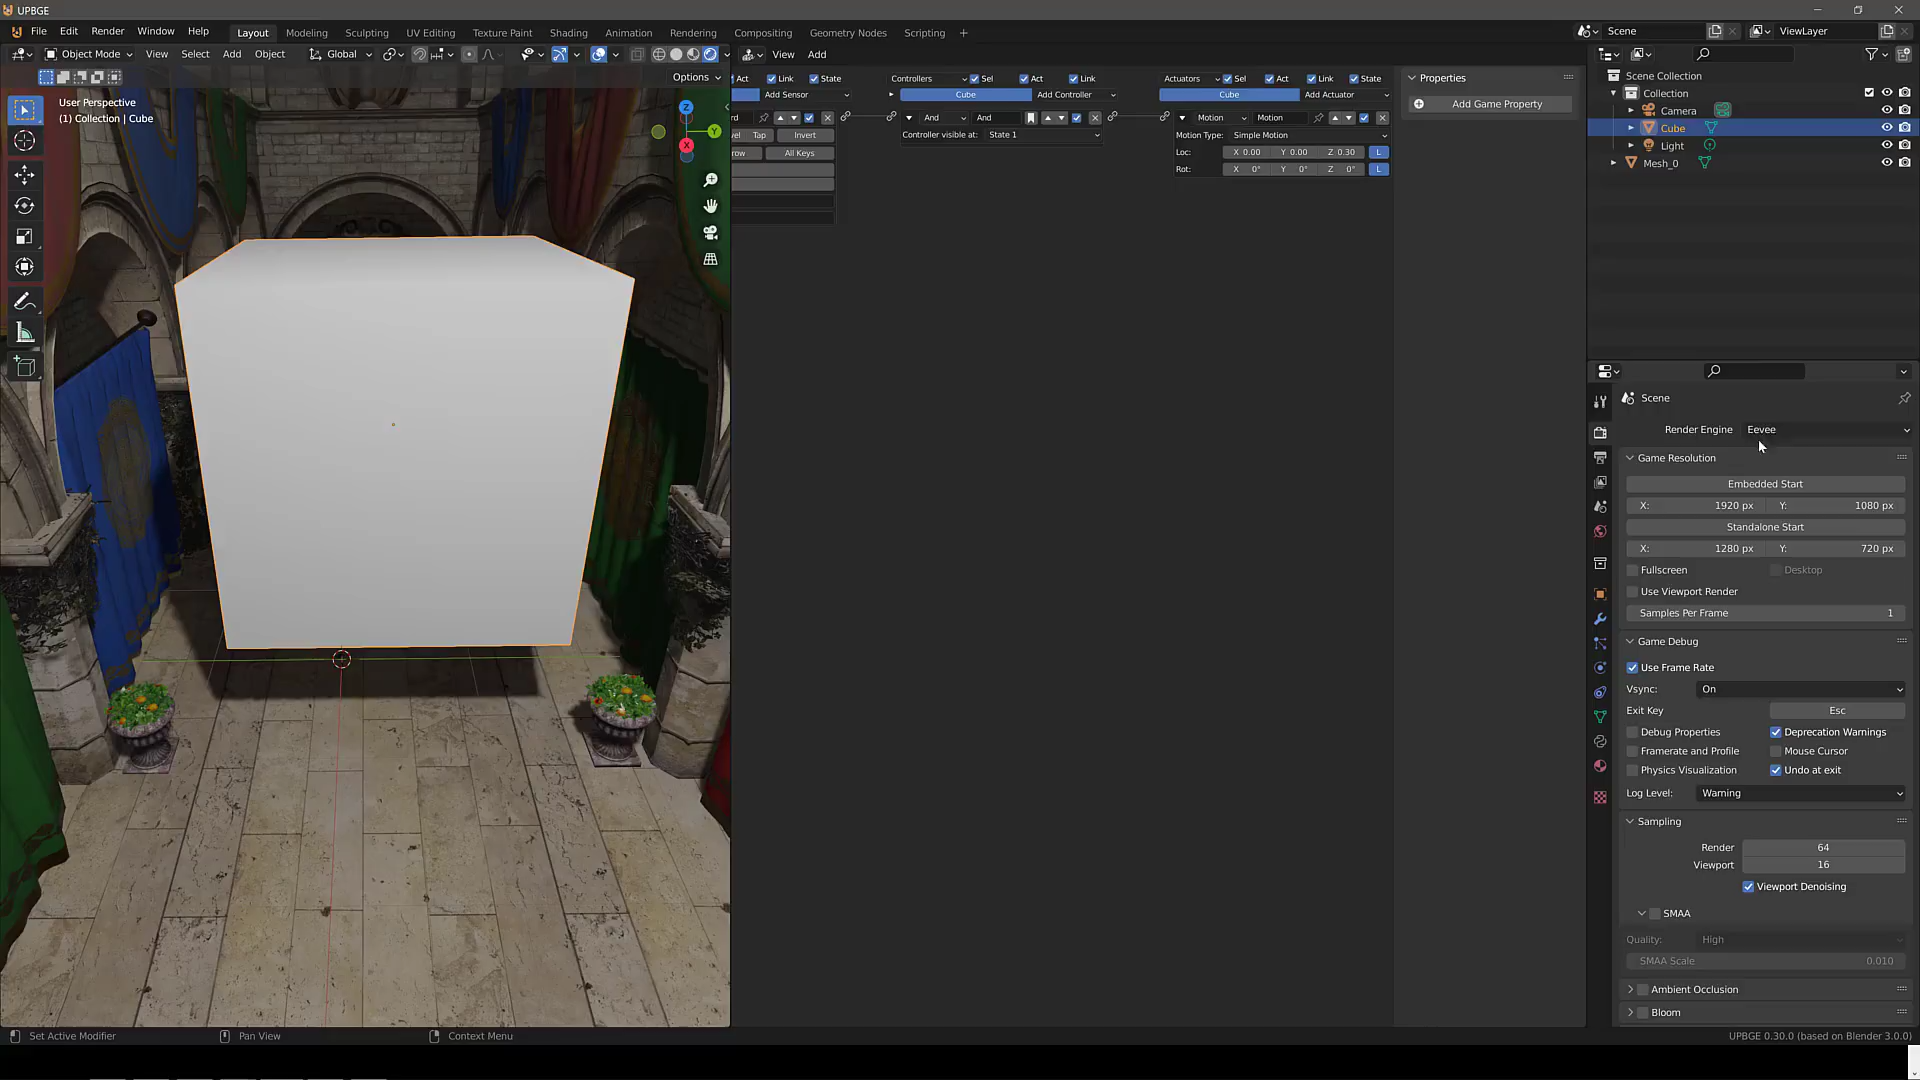 UPBGE
File Edit Render Window Help Layout Modeling Sculpting UV Editing Texture Paint Shading Animation Rendering Compositing Geometry Nodes Scripting Scene ViewLayer
Object Mode View Select Add Object Global View Add
Options
User Perspective
(1) Collection | Cube
Z
Y
X
Act Link State Controllers Sel Act Link Actuators Sel Act Link State
Add Sensor Cube Add Controller Cube Add Actuator
And And Motion Motion
Tap Invert Controller visible at: State 1 Motion Type: Simple Motion
All Keys Loc: X 0.00 Y 0.00 Z 0.30 L
Rot: X 0° Y 0° Z 0° L
Properties
Add Game Property
Scene Collection
Collection
Camera
Cube
Light
Mesh_0
Scene
Render Engine Eevee
Game Resolution
Embedded Start
X: 1920 px Y: 1080 px
Standalone Start
X: 1280 px Y: 720 px
Fullscreen Desktop
Use Viewport Render
Samples Per Frame 1
Game Debug
Use Frame Rate
Vsync: On
Exit Key Esc
Debug Properties Deprecation Warnings
Framerate and Profile Mouse Cursor
Physics Visualization Undo at exit
Log Level: Warning
Sampling
Render 64
Viewport 16
Viewport Denoising
SMAA
Quality: High
SMAA Scale 0.010
Ambient Occlusion
Bloom
Set Active Modifier Pan View Context Menu UPBGE 0.30.0 (based on Blender 3.0.0)